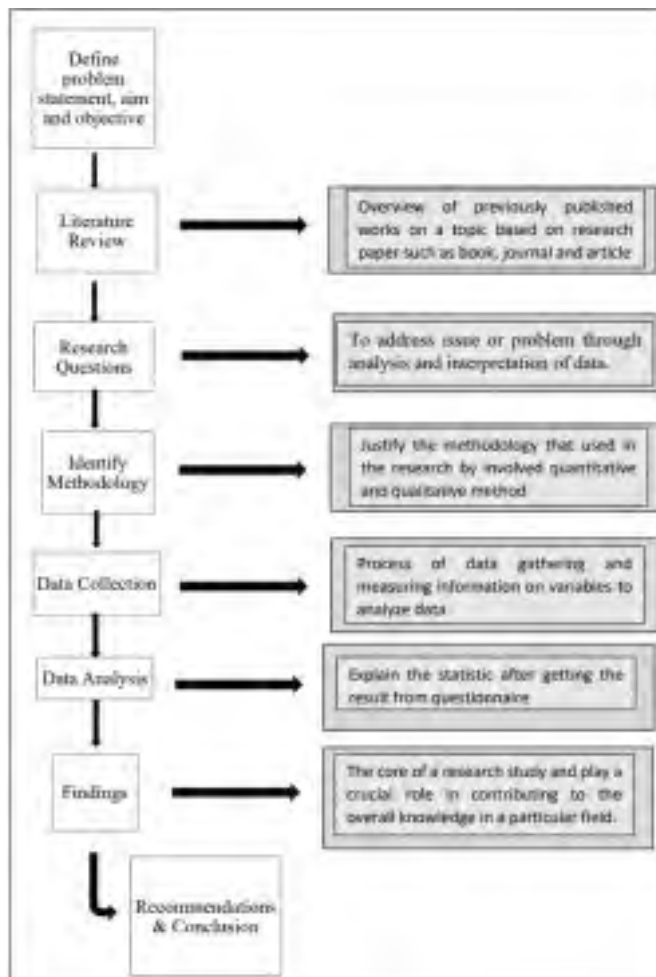 Define
problem
statement, aim
and objective
Literature
Review
Overview of previously published
works on a topic based on research
paper such as book, journal and article
Research
Questions
To address issue or problem through
analysis and interpretation of data.
Identify
Methodology
Justify the methodology that used in
the research by involved quantitative
and qualitative method
Data Collection
Process of data gathering and
measuring information on variables to
analyze data
Data Analysis
Explain the statistic after getting the
result from questionnaire
Findings
The core of a research study and play a
crucial role in contributing to the
overall knowledge in a particular field.
Recommendations
& Conclusion